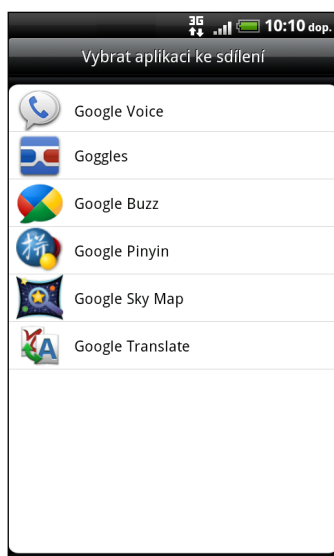 3G 10:10 dop.
Vybrat aplikaci ke sdílení
Google Voice
Goggles
Google Buzz
拼
Google Pinyin
Google Sky Map
A
Google Translate